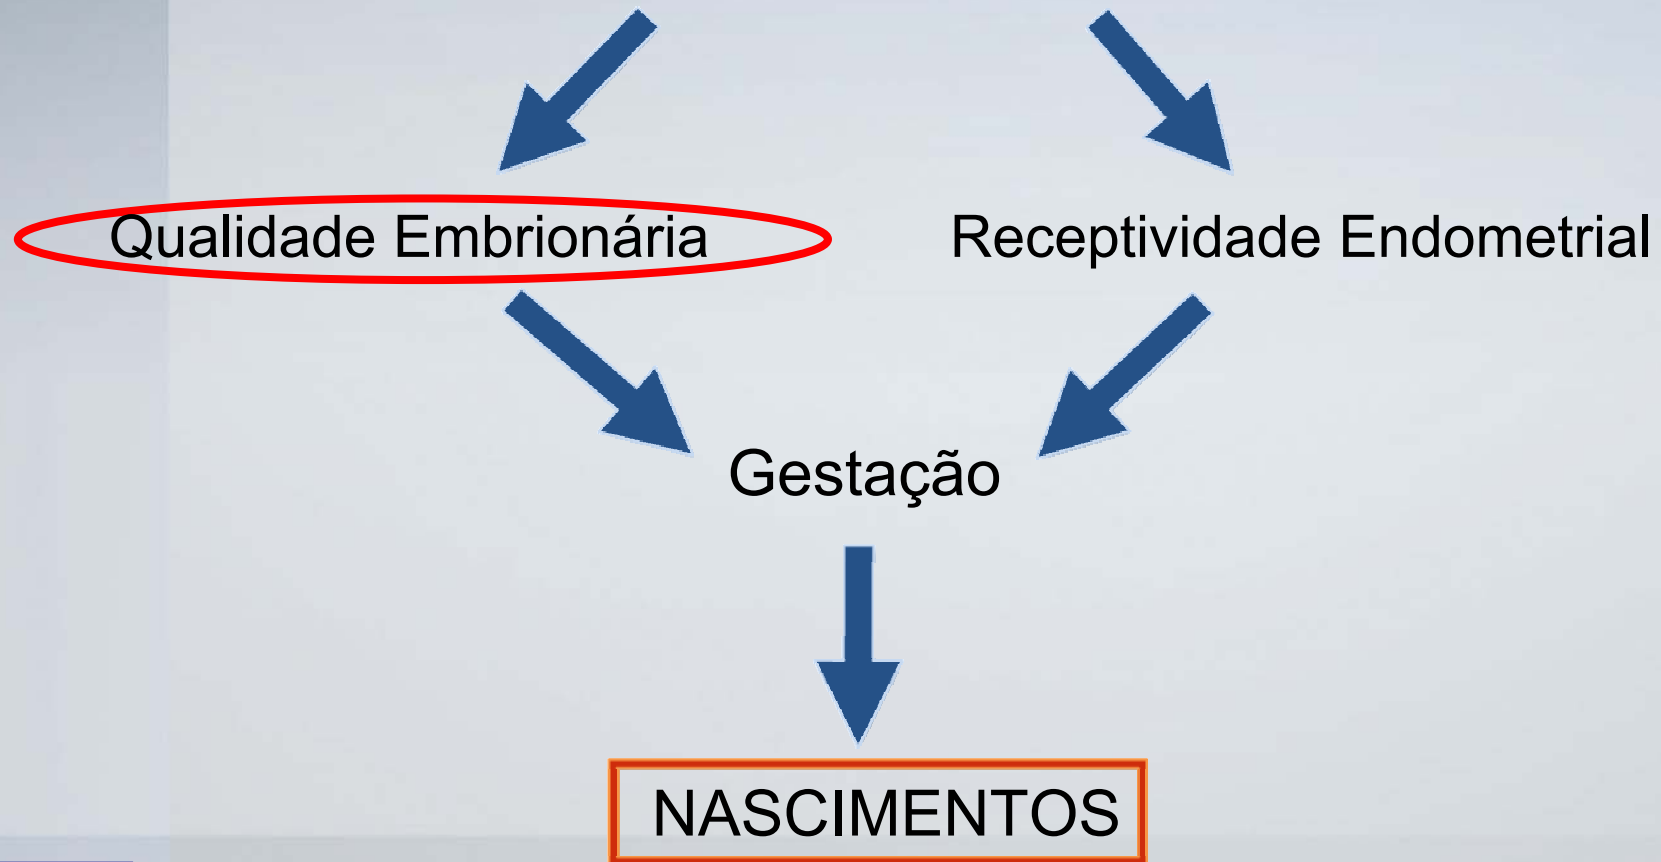 Qualidade Embrionária
Receptividade Endometrial
Gestação
NASCIMENTOS